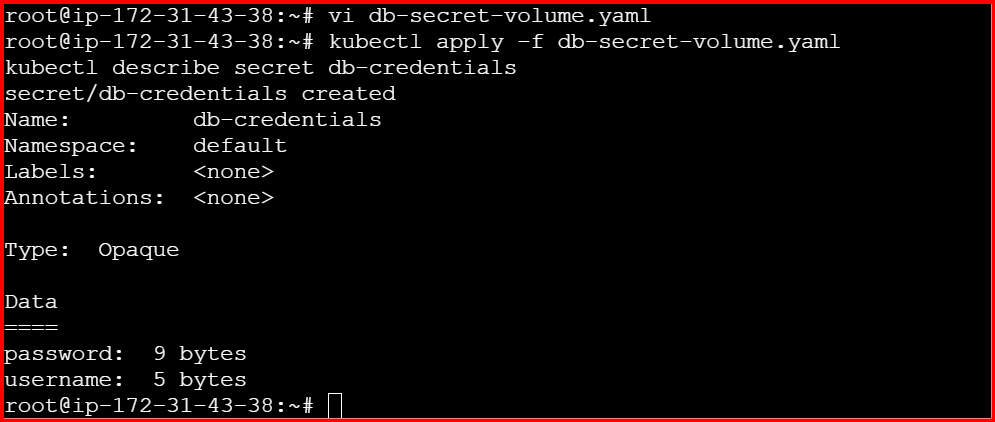 root@ip-172-31-43-38:~# vi db-secret-volume.yaml
root@ip-172-31-43-38:~# kubectl apply -f db-secret-volume.yaml
kubectl describe secret db-credentials
secret/db-credentials created
Name:         db-credentials
Namespace:    default
Labels:       <none>
Annotations:  <none>
Type:  Opaque
Data
====
password:  9 bytes
username:  5 bytes
root@ip-172-31-43-38:~#